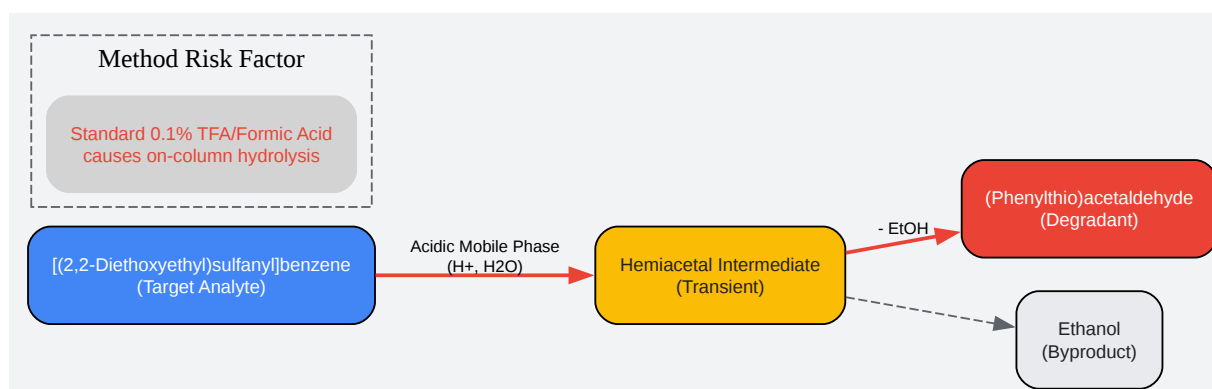 Method Risk Factor
Standard 0.1% TFA/Formic Acid
causes on-column hydrolysis
[(2,2-Diethoxyethyl)sulfanyl]benzene
(Target Analyte)
Acidic Mobile Phase
(H+, H2O)
Hemiacetal Intermediate
(Transient)
- EtOH
(Phenylthio)acetaldehyde
(Degradant)
Ethanol
(Byproduct)